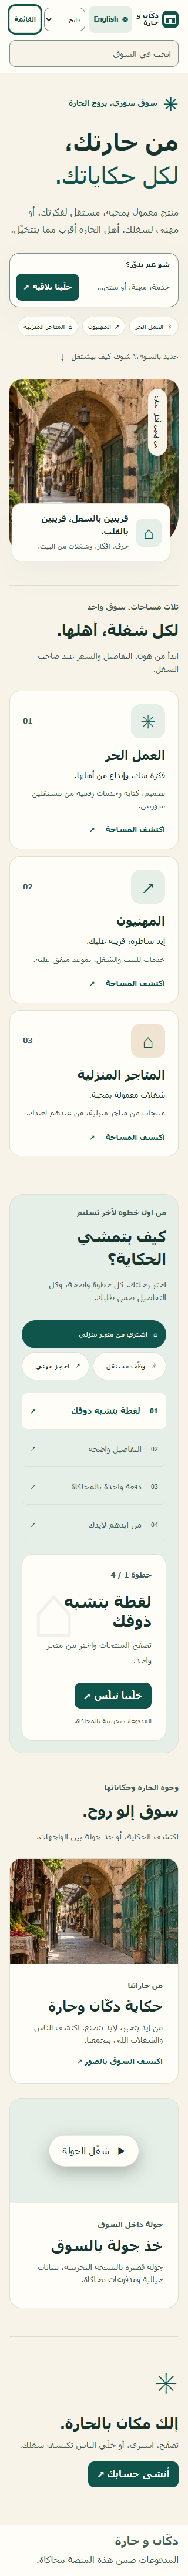 دكّان و حارة
English
فاتح
القائمة
ابحث في السوق
سوق سوري، بروح الحارة
من حارتك،
لكل حكاياتك.
منتج معمول بمحبة، مستقل لفكرتك، أو
مهني لشغلك. أهل الحارة أقرب مما بتتخيّل.
شو عم تدوّر؟
خدمة، مهنة، أو منتج...
خلّينا نلاقيه ↗
العمل الحر
المهنيون
المتاجر المنزلية
جديد بالسوق؟ شوف كيف بيشتغل ↓
من إيدين أهل الحارة
قريبين بالشغل، قريبين بالقلب.
حرف، أفكار، وشغلات من البيت.
ثلاث مساحات، سوق واحد
لكل شغلة، أهلها.
ابدأ من هون. التفاصيل والسعر عند صاحب
الشغل.
01
العمل الحر
فكرة منك، وإبداع من أهلها.
تصميم، كتابة وخدمات رقمية من مستقلين
سوريين.
اكتشف المساحة ↗
02
المهنيون
إيد شاطرة، قريبة عليك.
خدمات للبيت والشغل، بموعد متفق عليه.
اكتشف المساحة ↗
03
المتاجر المنزلية
شغلات معمولة بمحبة.
منتجات من متاجر منزلية، من عندهم لعندك.
اكتشف المساحة ↗
من أول خطوة لآخر تسليم
كيف بتمشي
الحكاية؟
اختر رحلتك. كل خطوة واضحة، وكل
التفاصيل ضمن طلبك.
اشتري من متجر منزلي
وظّف مستقل
احجز مهني
01 لقطة بتشبه ذوقك ↗
02 التفاصيل واضحة ↗
03 دفعة واحدة بالمحاكاة ↗
04 من إيدهم لإيدك ↗
خطوة 1 / 4
لقطة بتشبه
ذوقك
تصفّح المنتجات واختر من متجر
واحد.
خلّينا نبلّش ↗
المدفوعات تجريبية بالمحاكاة.
وجوه الحارة وحكاياتها
سوق إلو روح.
اكتشف الحكاية، أو خد جولة بين الواجهات.
من حاراتنا
حكاية دكّان وحارة
من إيد بتخبز، لإيد بتصنع. اكتشف الناس
والشغلات اللي بتجمعنا.
اكتشف السوق بالصور ↗
شغّل الجولة
جولة داخل السوق
خد جولة بالسوق
جولة قصيرة بالنسخة التجريبية، ببيانات
خيالية ومدفوعات محاكاة.
إلك مكان بالحارة.
تصفّح، اشتري، أو خلّي الناس تكتشف شغلك.
أنشئ حسابك ↗
دكّان و حارة
المدفوعات ضمن هذه المنصة محاكاة.